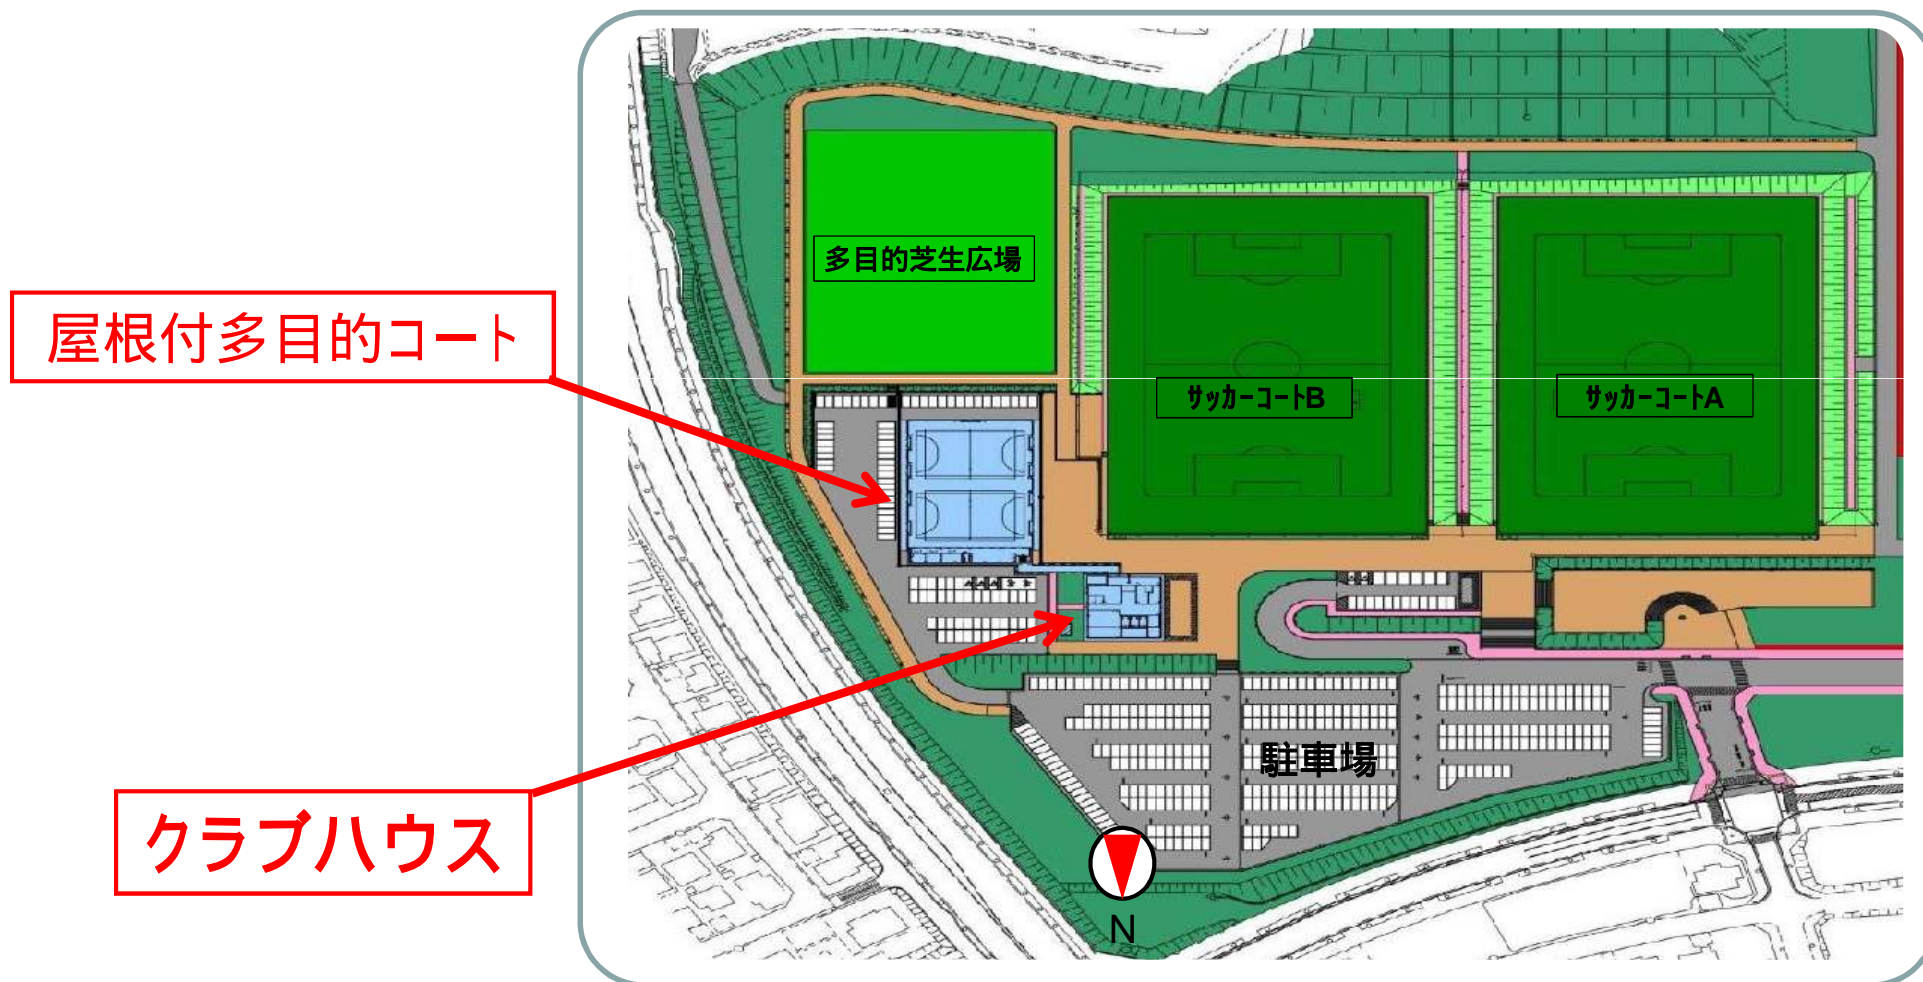 多目的芝生広場
屋根付多目的コート
サッカーコートB
サッカーコートA
駐車場
クラブハウス
N